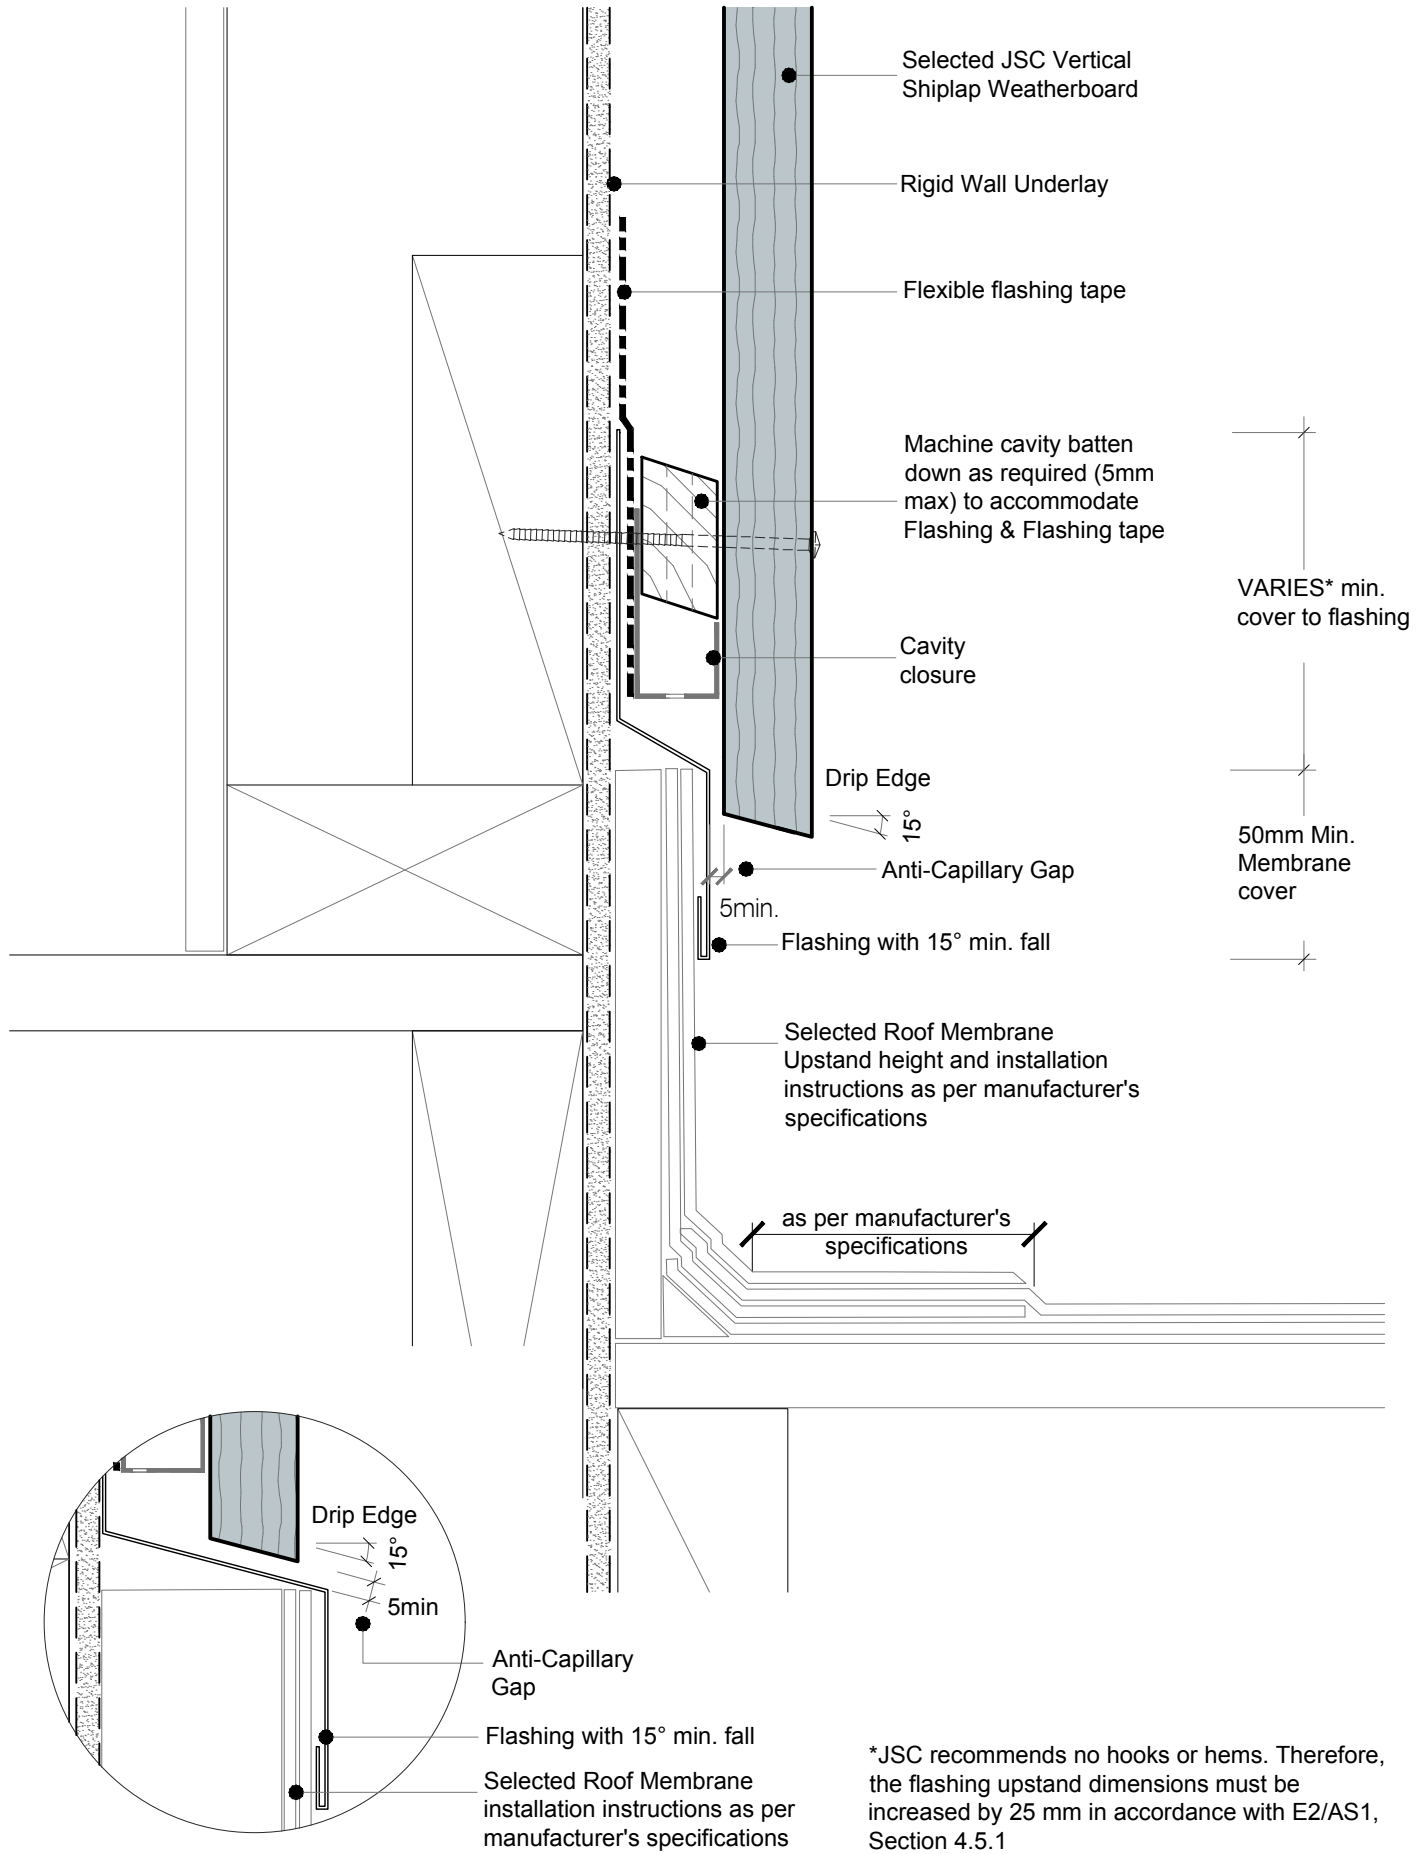 Selected JSC Vertical
Shiplap Weatherboard
Rigid Wall Underlay
Flexible flashing tape
Machine cavity batten
down as required (5mm
max) to accommodate
Flashing & Flashing tape
VARIES* min.
cover to flashing
Cavity
closure
Drip Edge
15°
50mm Min.
Membrane
cover
Anti-Capillary Gap
5min.
Flashing with 15° min. fall
Selected Roof Membrane
Upstand height and installation
instructions as per manufacturer's
specifications
as per manufacturer's
specifications
Drip Edge
15°
5min
Anti-Capillary
Gap
Flashing with 15° min. fall
Selected Roof Membrane
installation instructions as per
manufacturer's specifications
*JSC recommends no hooks or hems. Therefore,
the flashing upstand dimensions must be
increased by 25 mm in accordance with E2/AS1,
Section 4.5.1